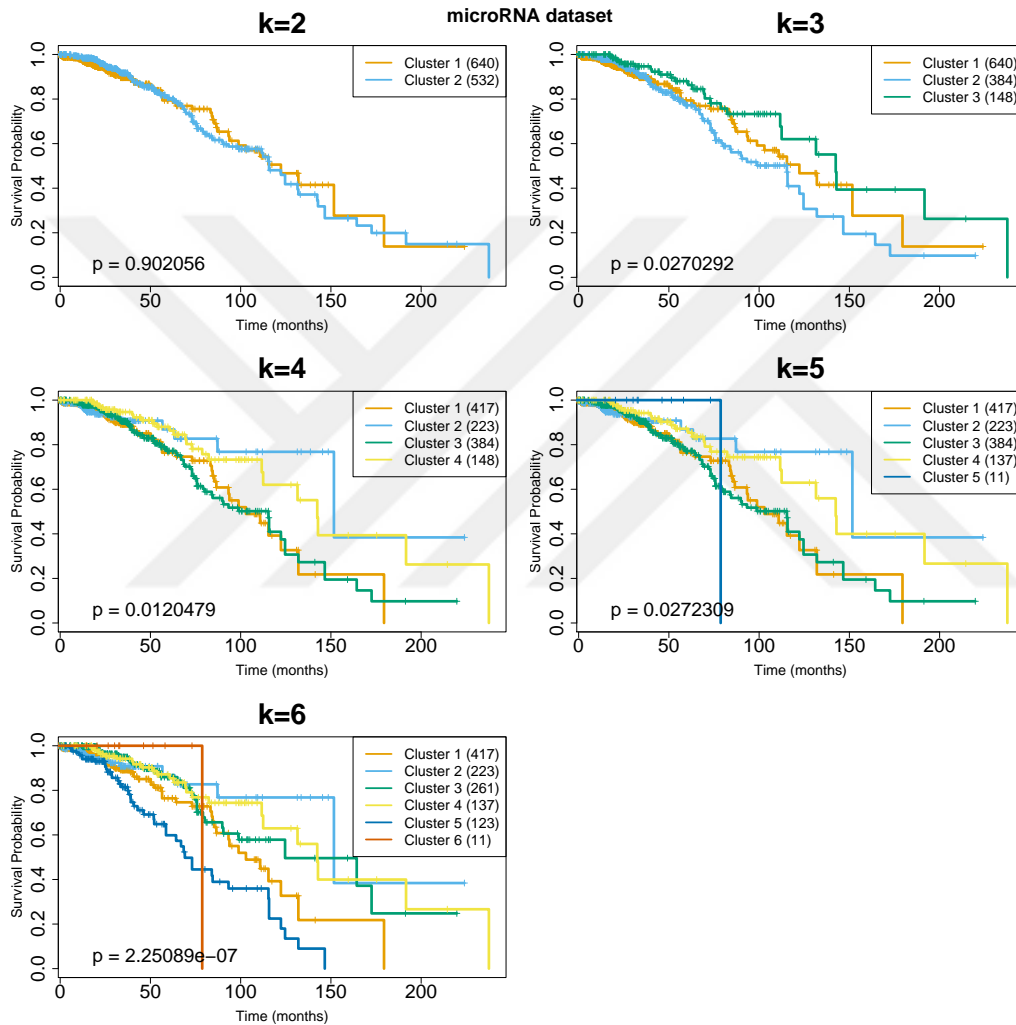 microRNA dataset
k=2
Survival Probability
0.0 0.2 0.4 0.6 0.8 1.0
Cluster 1 (640)
Cluster 2 (532)
p = 0.902056
0 50 100 150 200
Time (months)
k=3
Survival Probability
0.0 0.2 0.4 0.6 0.8 1.0
Cluster 1 (640)
Cluster 2 (384)
Cluster 3 (148)
p = 0.0270292
0 50 100 150 200
Time (months)
k=4
Survival Probability
0.0 0.2 0.4 0.6 0.8 1.0
Cluster 1 (417)
Cluster 2 (223)
Cluster 3 (384)
Cluster 4 (148)
p = 0.0120479
0 50 100 150 200
Time (months)
k=5
Survival Probability
0.0 0.2 0.4 0.6 0.8 1.0
Cluster 1 (417)
Cluster 2 (223)
Cluster 3 (384)
Cluster 4 (137)
Cluster 5 (11)
p = 0.0272309
0 50 100 150 200
Time (months)
k=6
Survival Probability
0.0 0.2 0.4 0.6 0.8 1.0
Cluster 1 (417)
Cluster 2 (223)
Cluster 3 (261)
Cluster 4 (137)
Cluster 5 (123)
Cluster 6 (11)
p = 2.25089e−07
0 50 100 150 200
Time (months)